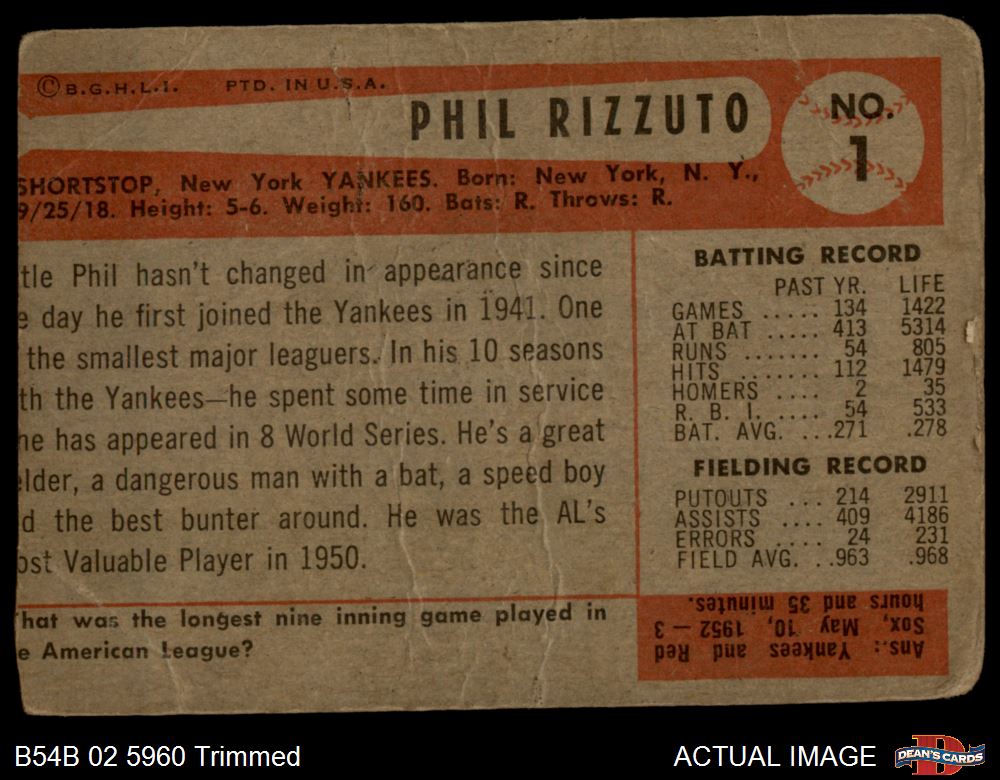 © B.G.H.L.I. PTD. IN U.S.A.
PHIL RIZZUTO
NO.
1
SHORTSTOP, New York YANKEES. Born: New York, N. Y.,
9/25/18. Height: 5-6. Weight: 160. Bats: R. Throws: R.
tle Phil hasn't changed in appearance since
e day he first joined the Yankees in 1941. One
the smallest major leaguers. In his 10 seasons
th the Yankees—he spent some time in service
he has appeared in 8 World Series. He's a great
elder, a dangerous man with a bat, a speed boy
d the best bunter around. He was the AL's
ost Valuable Player in 1950.
hat was the longest nine inning game played in
e American League?
BATTING RECORD
PAST YR. LIFE
GAMES ..... 134 1422
AT BAT ..... 413 5314
RUNS ....... 54 805
HITS ........ 112 1479
HOMERS .... 2 35
R. B. I. .... 54 533
BAT. AVG. ...271 .278
FIELDING RECORD
PUTOUTS ... 214 2911
ASSISTS .... 409 4186
ERRORS .... 24 231
FIELD AVG. ..963 .968
Ans.: Yankees and Red
Sox, May 10, 1952 — 3
hours and 35 minutes.
B54B 02 5960 Trimmed
ACTUAL IMAGE
DEAN'S CARDS